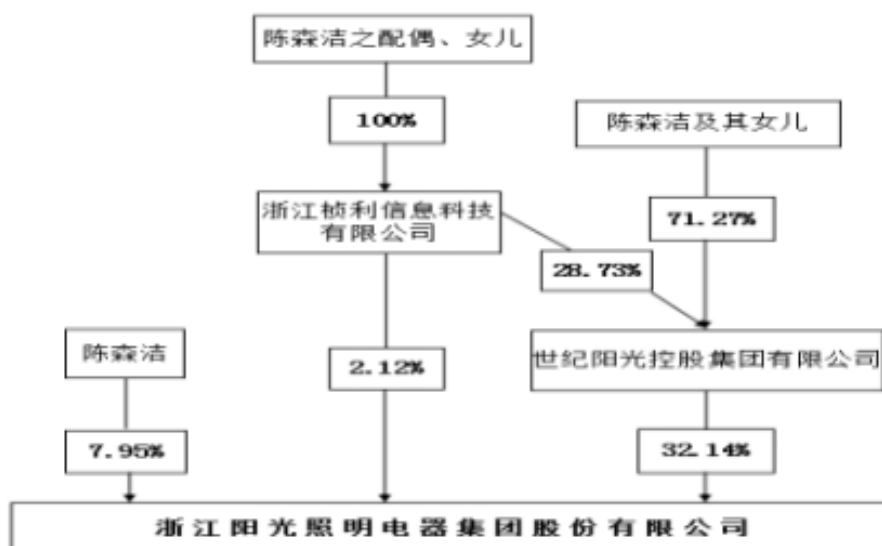 陈森洁之配偶、女儿
100%
陈森洁及其女儿
浙江桢利信息科技
有限公司
71.27%
28.73%
陈森洁
2.12%
世纪阳光控股集团有限公司
7.95%
32.14%
浙江阳光照明电器集团股份有限公司